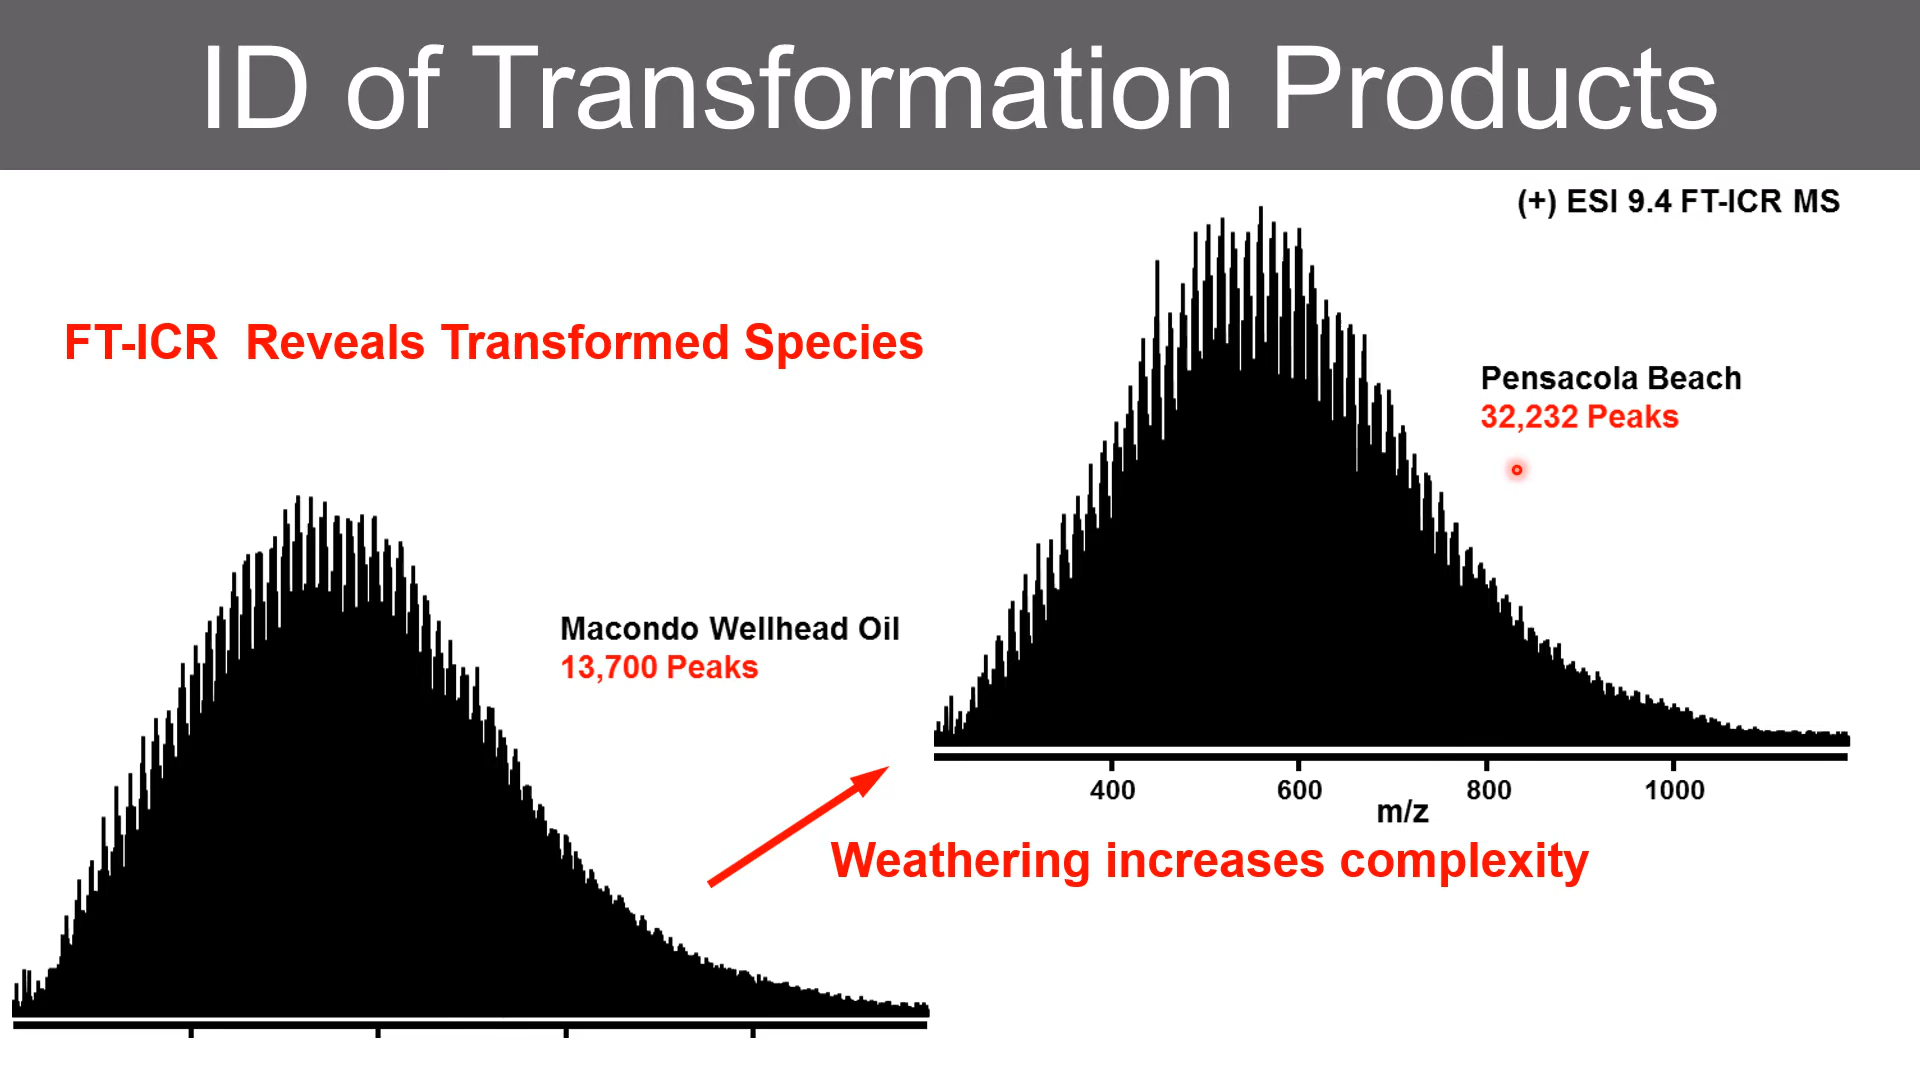 ID of Transformation Products
(+) ESI 9.4 FT-ICR MS
FT-ICR  Reveals Transformed Species
Pensacola Beach
32,232 Peaks
Macondo Wellhead Oil
13,700 Peaks
400 600 800 1000
m/z
Weathering increases complexity